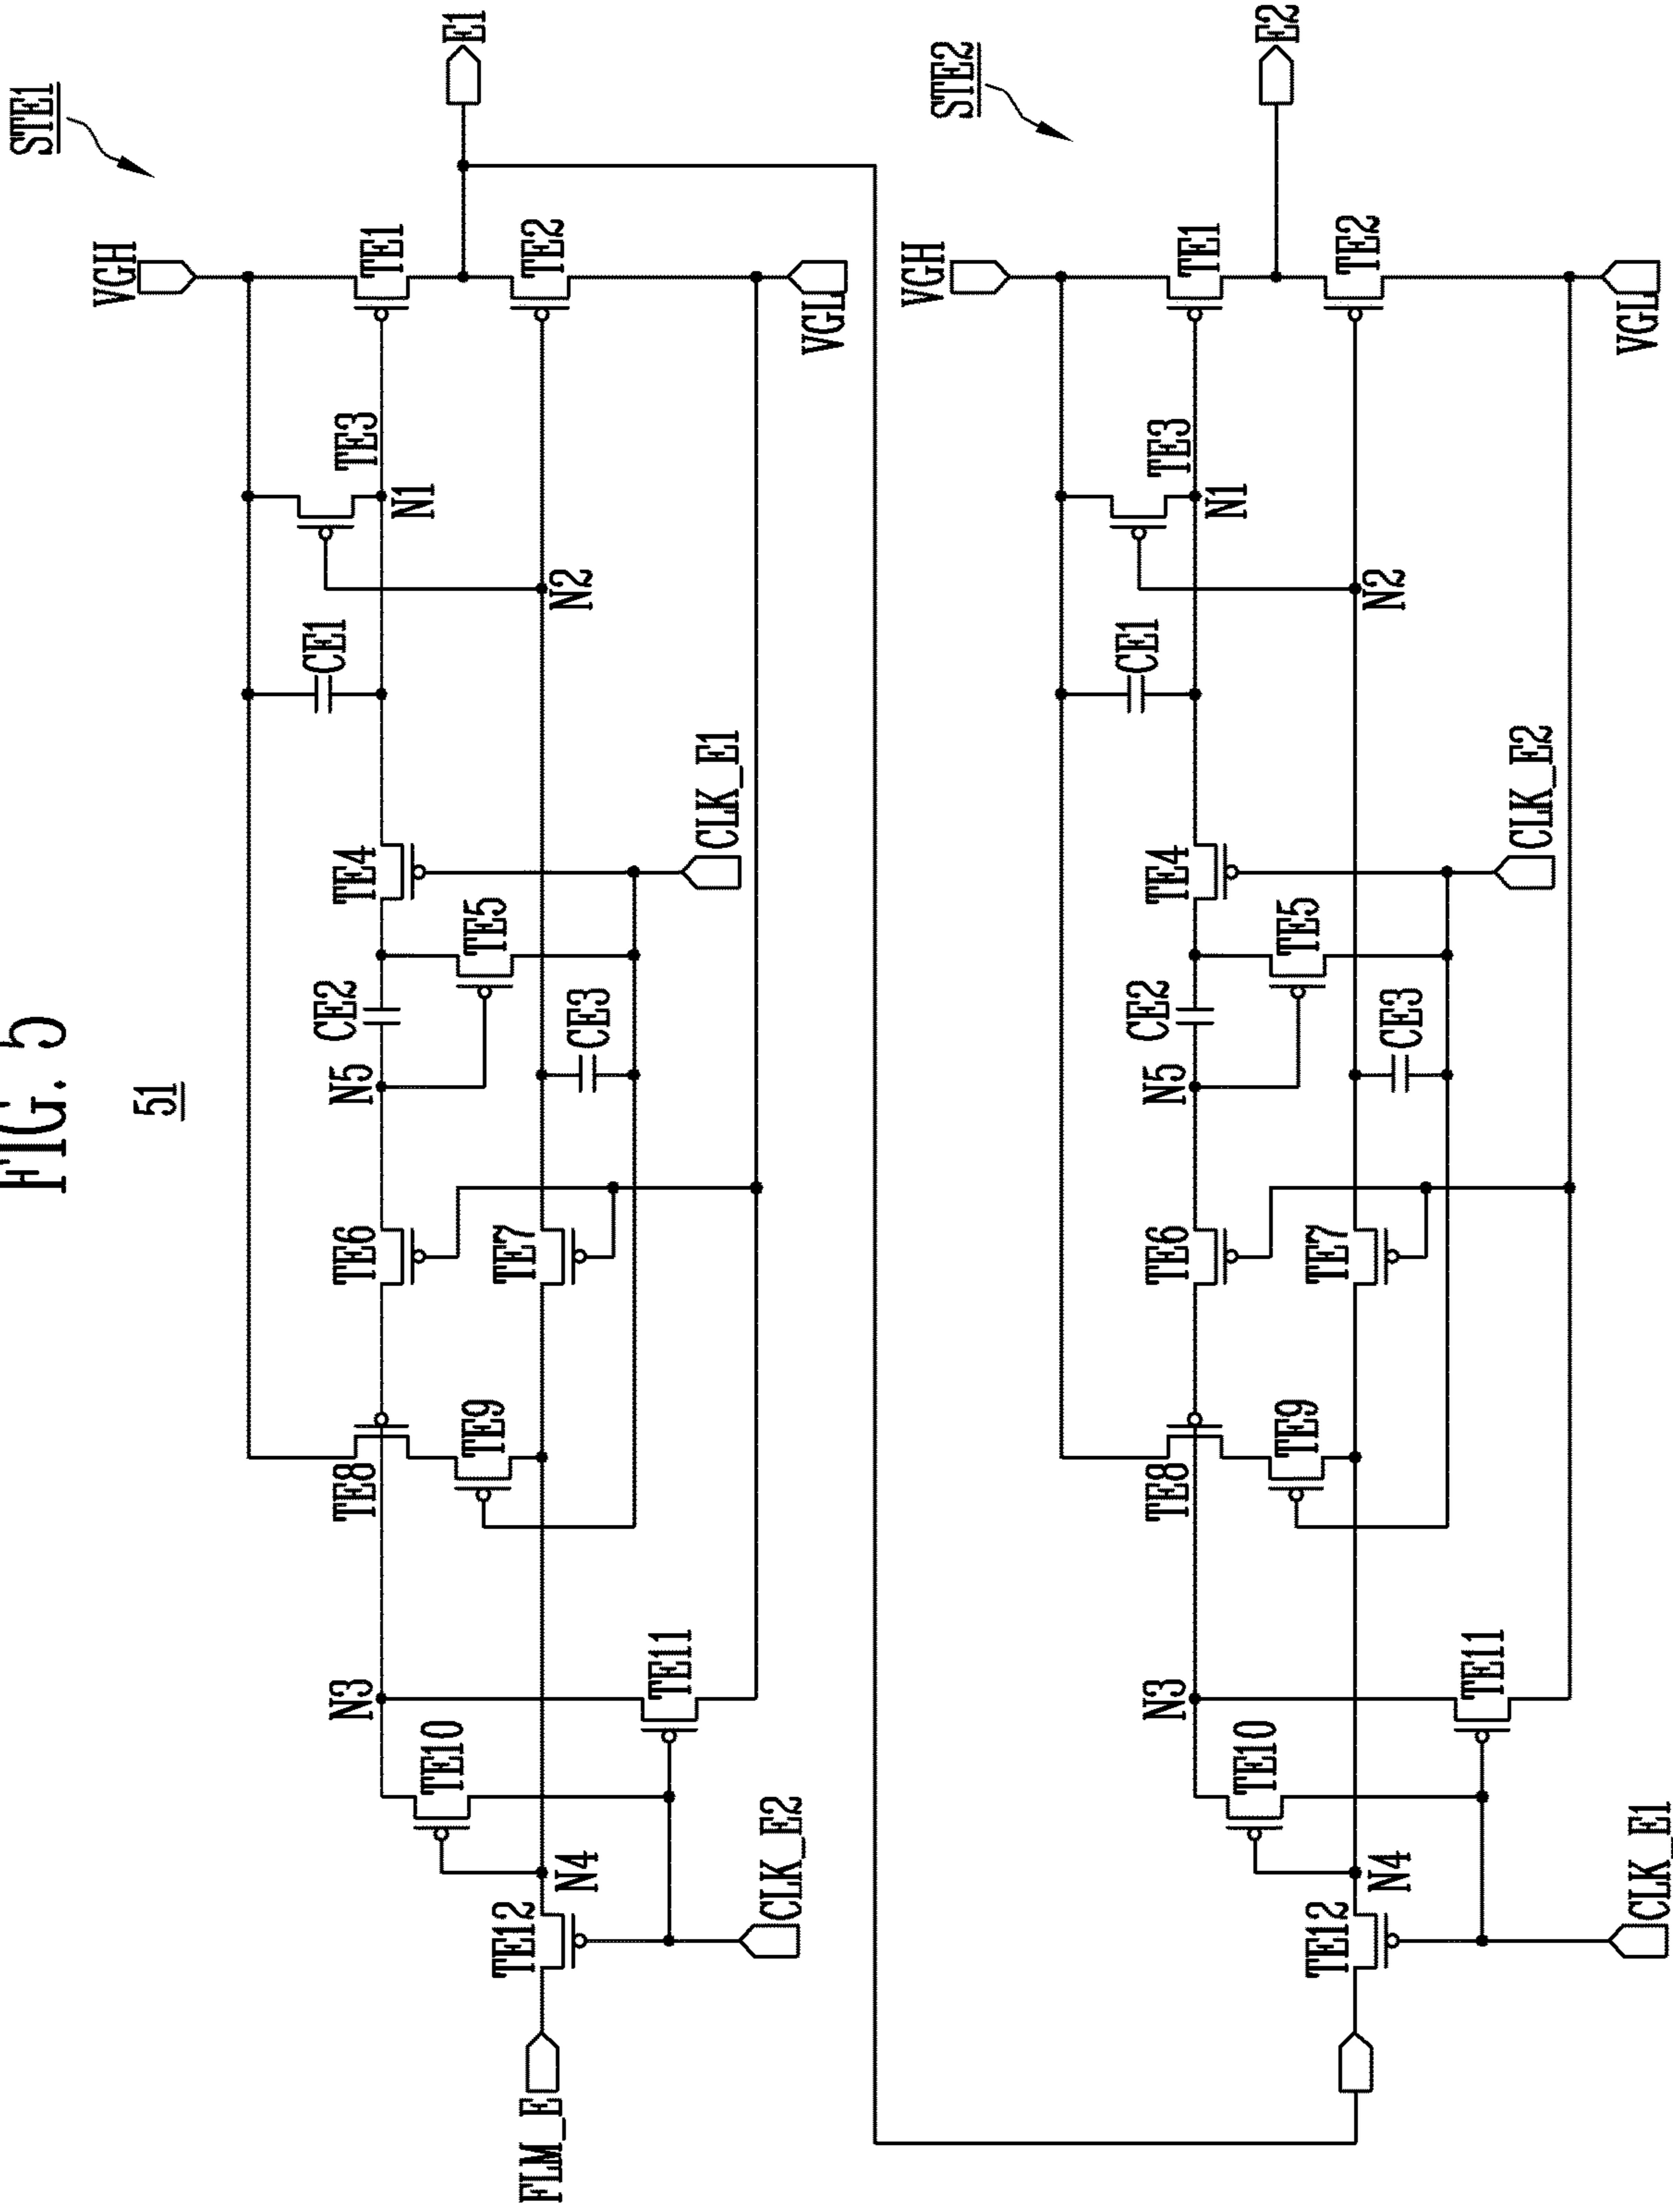 FIG. 5
51
STE1
VGH
E1
TE1
TE2
VGL
TE3
N1
N2
CE1
TE4
CLK_E1
TE5
CE2
CE3
N5
TE6
TE7
TE8
TE9
N3
TE11
TE10
N4
TE12
CLK_E2
FLM_E
STE2
VGH
E2
TE1
TE2
VGL
TE3
N1
N2
CE1
TE4
CLK_E2
TE5
CE2
CE3
N5
TE6
TE7
TE8
TE9
N3
TE11
TE10
N4
TE12
CLK_E1